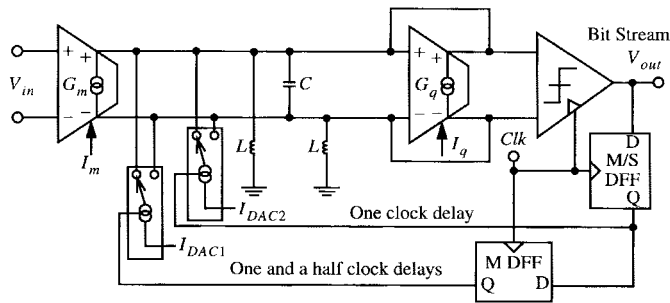 Bit Stream
V_out
V_in
+ +
G_m
− −
I_m
L
C
L
+ +
G_q
− −
I_q
Clk
D
M/S
DFF
Q
I_DAC2
One clock delay
I_DAC1
One and a half clock delays
M DFF
Q D